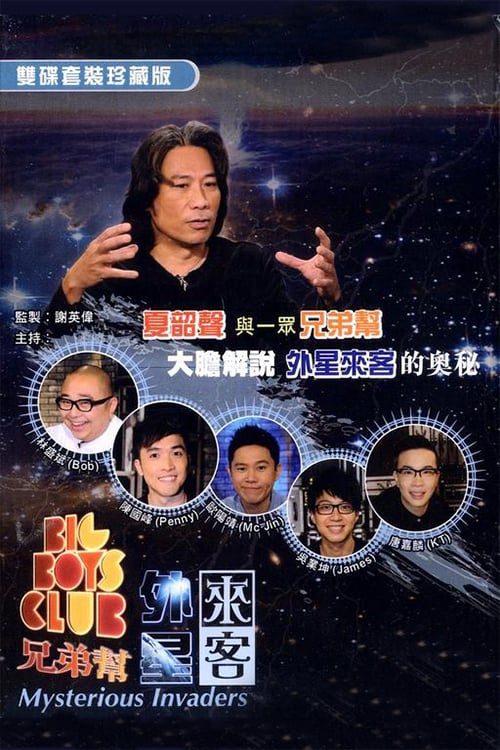 雙碟套裝珍藏版
監製：謝英偉
主持：
夏韶聲 與一眾 兄弟幫
大膽解說 外星來客 的奧秘
林盛斌 (Bob)
陳國峰 (Penny)
歐陽靖 (Mc-Jin)
吳業坤 (James)
唐嘉麟 (KT)
BIG
BOYS
CLUB
兄弟幫
外星
來客
Mysterious Invaders